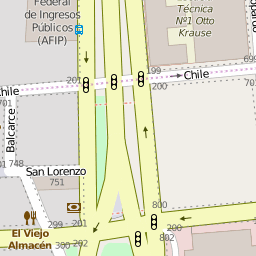 Federal
de Ingresos
Públicos
(AFIP)
Técnica
Nº1 Otto
Krause
201
200
199
699
Chile
Chile
701
Balcarce
701
748
San Lorenzo
751
El Viejo
Almacén
299
300
202
201
200
800
200
802